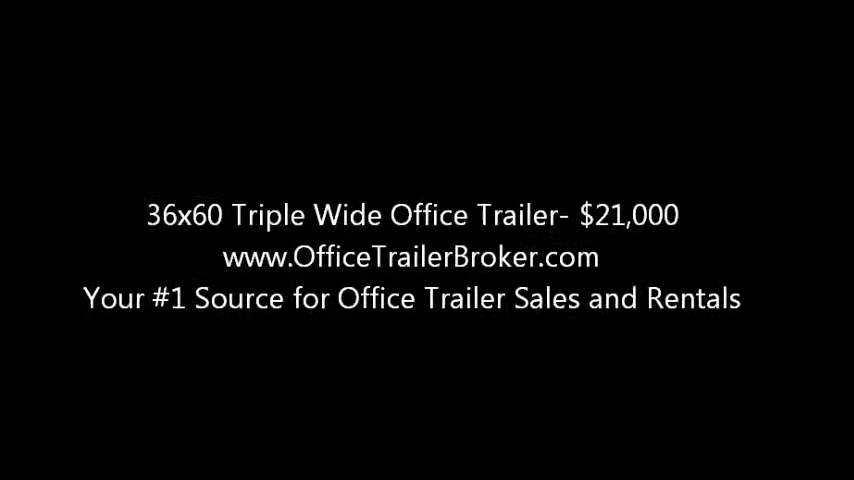 36x60 Triple Wide Office Trailer- $21,000
www.OfficeTrailerBroker.com
Your #1 Source for Office Trailer Sales and Rentals